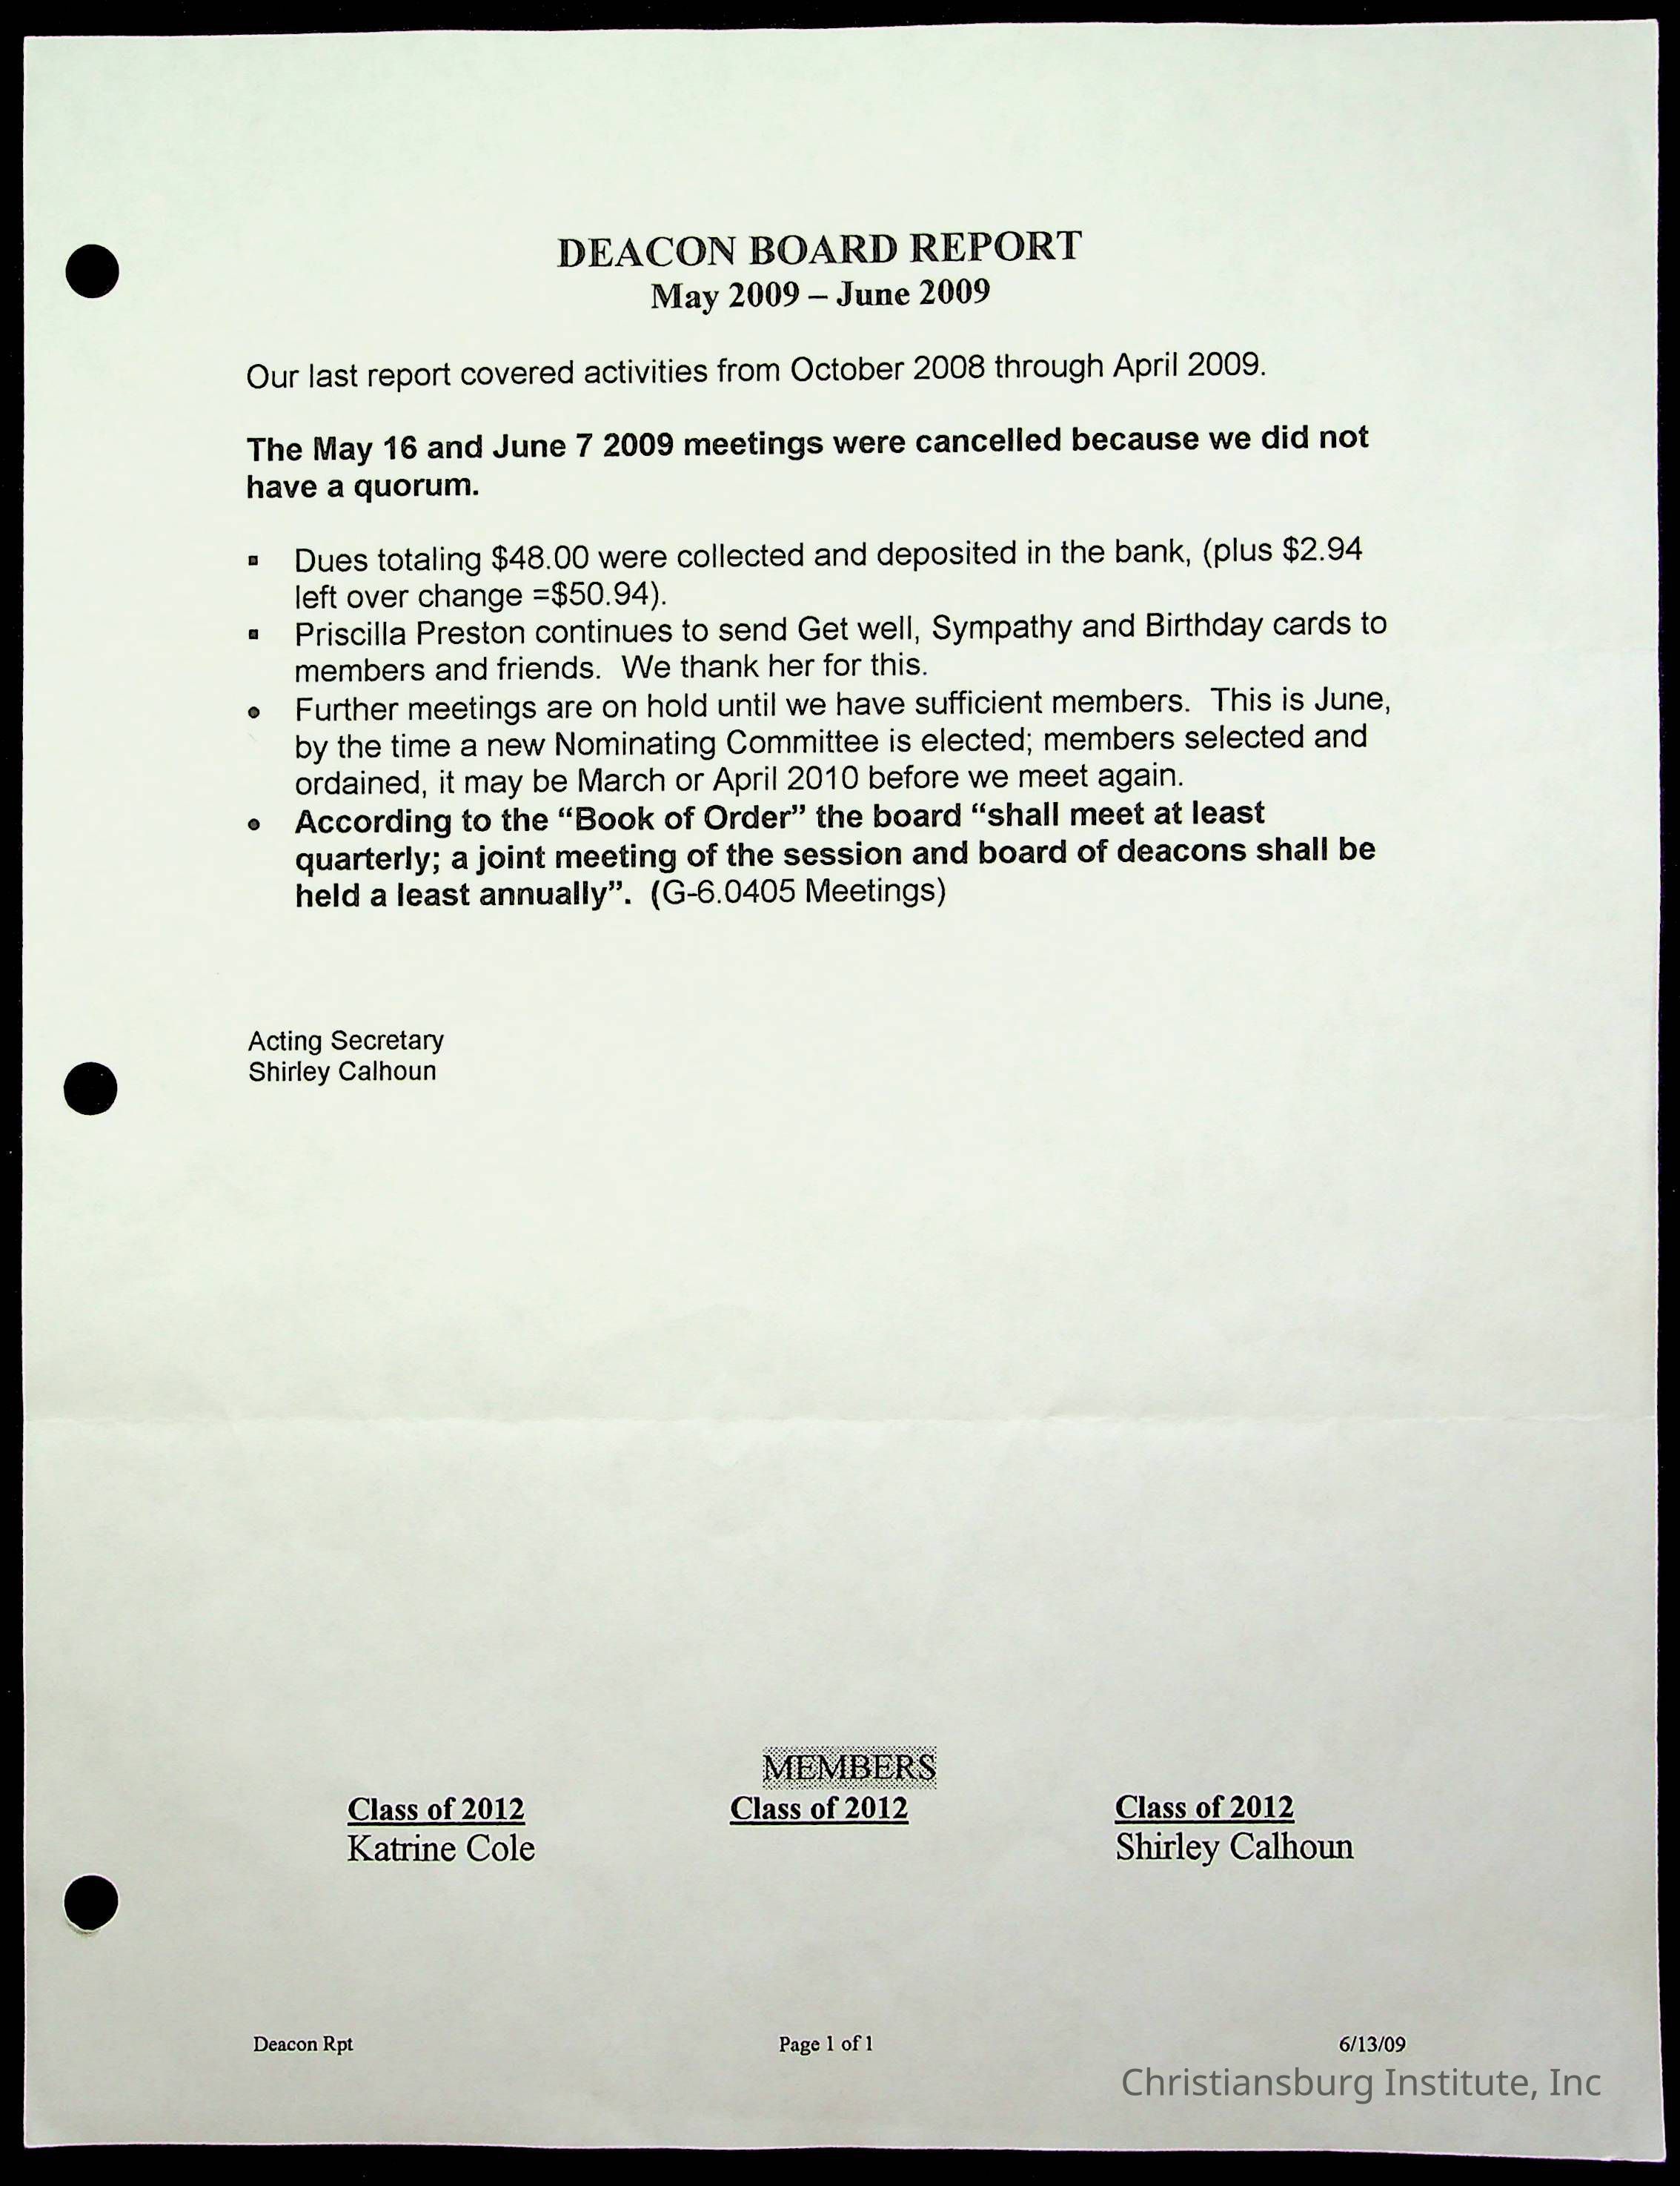 DEACON BOARD REPORT
May 2009 – June 2009
Our last report covered activities from October 2008 through April 2009.
The May 16 and June 7 2009 meetings were cancelled because we did not
have a quorum.
▪ Dues totaling $48.00 were collected and deposited in the bank, (plus $2.94
left over change =$50.94).
▪ Priscilla Preston continues to send Get well, Sympathy and Birthday cards to
members and friends.  We thank her for this.
• Further meetings are on hold until we have sufficient members.  This is June,
by the time a new Nominating Committee is elected; members selected and
ordained, it may be March or April 2010 before we meet again.
• According to the “Book of Order” the board “shall meet at least
quarterly; a joint meeting of the session and board of deacons shall be
held a least annually”.  (G-6.0405 Meetings)
Acting Secretary
Shirley Calhoun
MEMBERS
Class of 2012 Class of 2012 Class of 2012
Katrine Cole Shirley Calhoun
Deacon Rpt Page 1 of 1 6/13/09
Christiansburg Institute, Inc